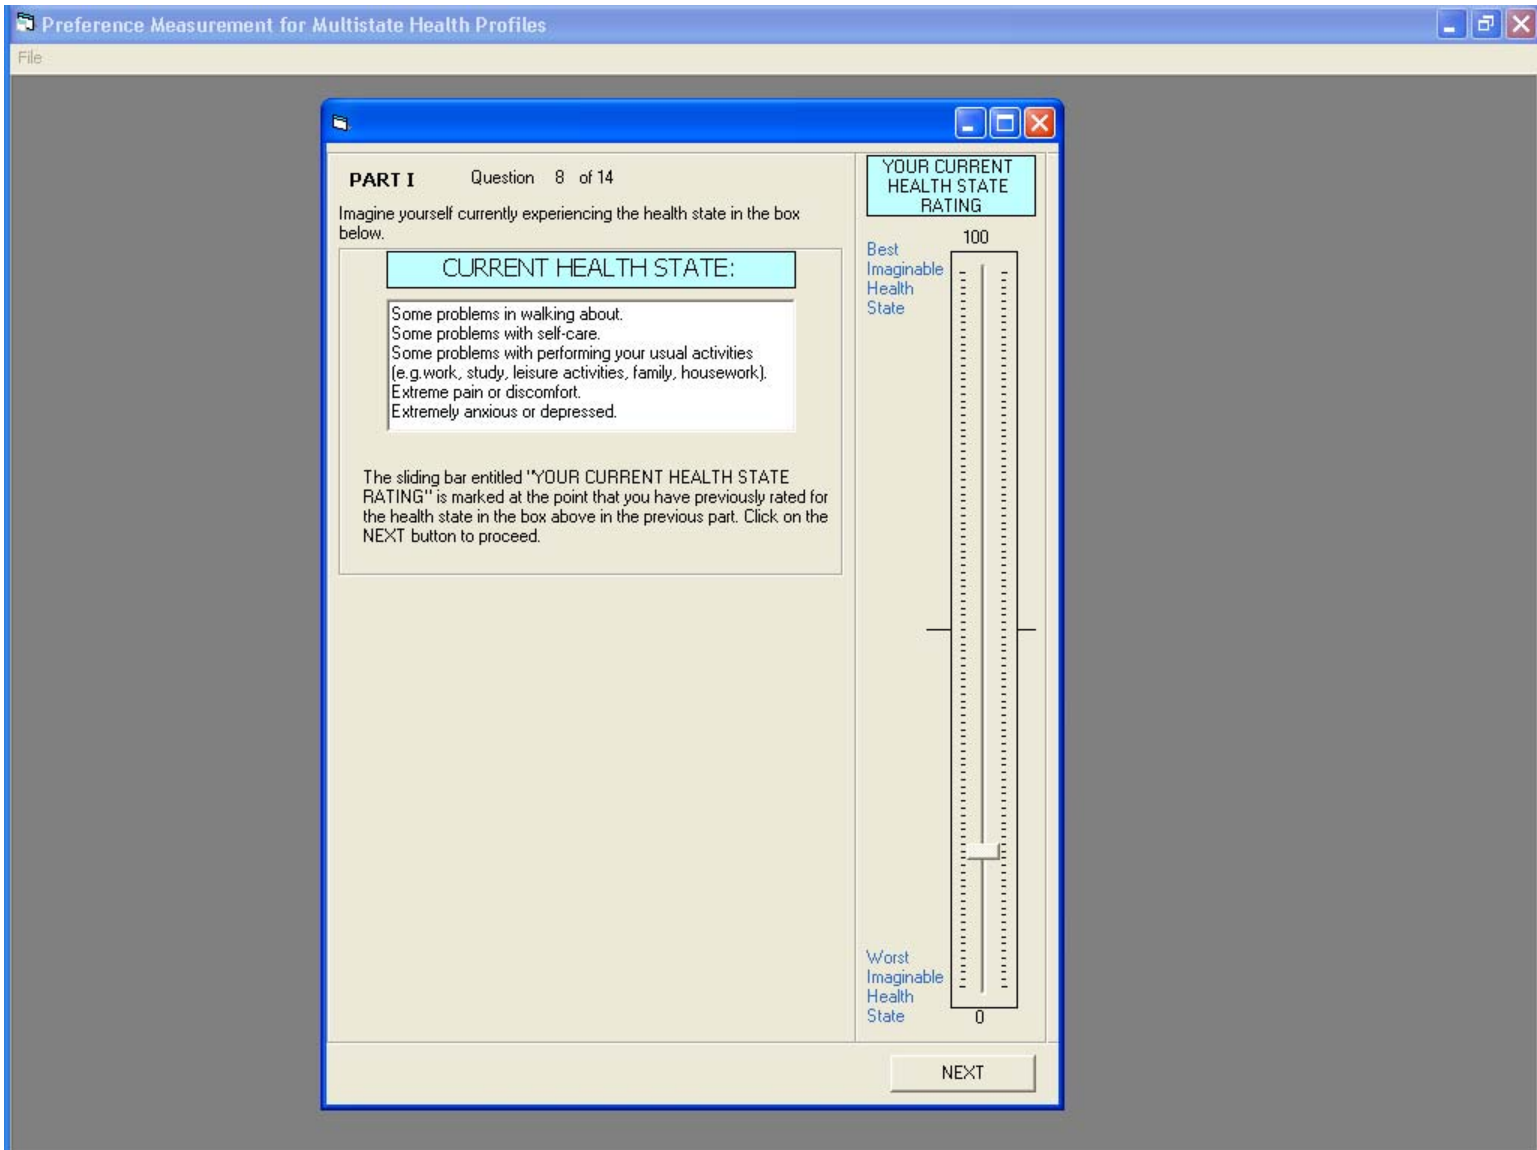 Preference Measurement for Multistate Health Profiles
File
PART I Question 8 of 14
Imagine yourself currently experiencing the health state in the box
below.
CURRENT HEALTH STATE:
Some problems in walking about.
Some problems with self-care.
Some problems with performing your usual activities
(e.g.work, study, leisure activities, family, housework).
Extreme pain or discomfort.
Extremely anxious or depressed.
The sliding bar entitled "YOUR CURRENT HEALTH STATE
RATING" is marked at the point that you have previously rated for
the health state in the box above in the previous part. Click on the
NEXT button to proceed.
YOUR CURRENT
HEALTH STATE
RATING
100
Best
Imaginable
Health
State
Worst
Imaginable
Health
State
0
NEXT